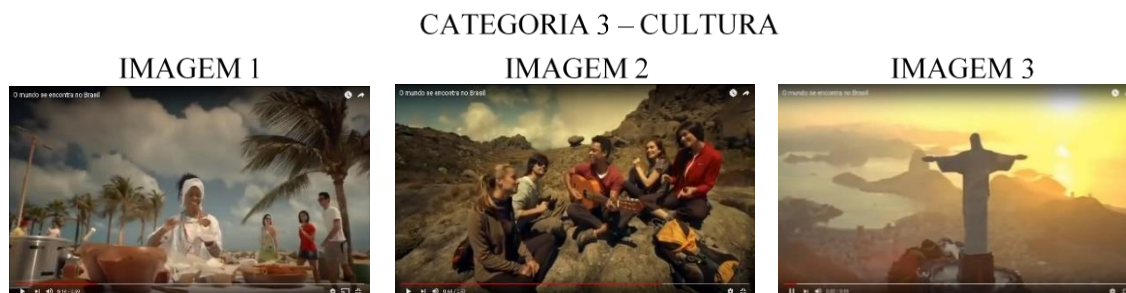 CATEGORIA 3 – CULTURA
IMAGEM 1
IMAGEM 2
IMAGEM 3
O mundo se encontra no Brasil
O mundo se encontra no Brasil
O mundo se encontra no Brasil